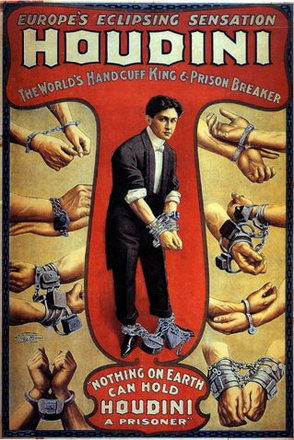 EUROPE'S ECLIPSING SENSATION
HOUDINI
THE WORLD'S HANDCUFF KING & PRISON BREAKER
NOTHING ON EARTH
CAN HOLD
HOUDINI
A PRISONER